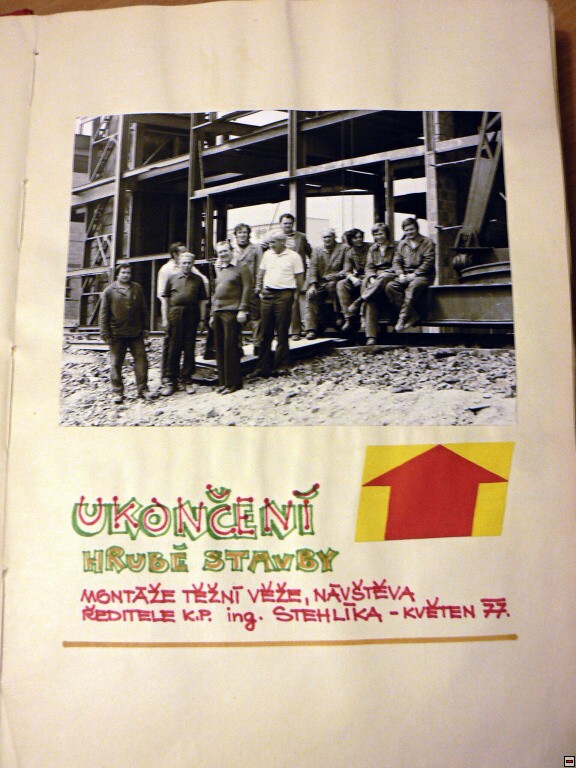 UKONČENÍ
HRUBÉ STAVBY
MONTÁŽE TĚŽNÍ VĚŽE, NÁVŠTĚVA
ŘEDITELE K.P. ing. STEHLÍKA - KVĚTEN 77.